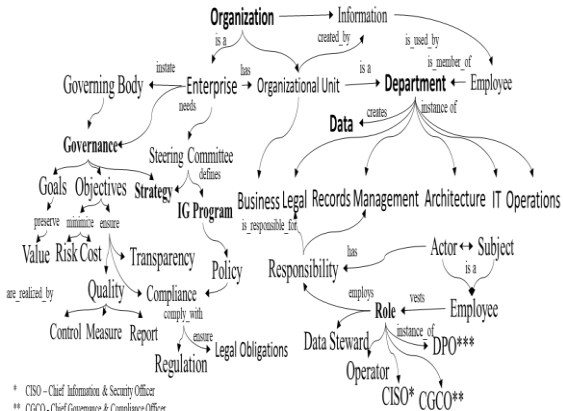 Organization
Information
is a
created_by
is_used_by
instate
has
is a
is_member_of
Governing Body
Enterprise
Organizational Unit
Department
Employee
needs
creates
instance of
Data
Governance
Steering Committee
defines
Goals Objectives Strategy
IG Program
Business Legal Records Management Architecture IT Operations
preserve minimize ensure
is_responsible_for
Value Risk Cost
Transparency
Policy
has
Actor Subject
Responsibility
is a
are_realized_by
Quality
Compliance
employs
vests
Employee
comply_with
Role
Control Measure Report
ensure
instance_of
Regulation
Legal Obligations
Data Steward
DPO***
Operator
CISO*
CGCO**
* CISO – Chief Information & Security Officer
** CGCO - Chief Governance & Compliance Officer